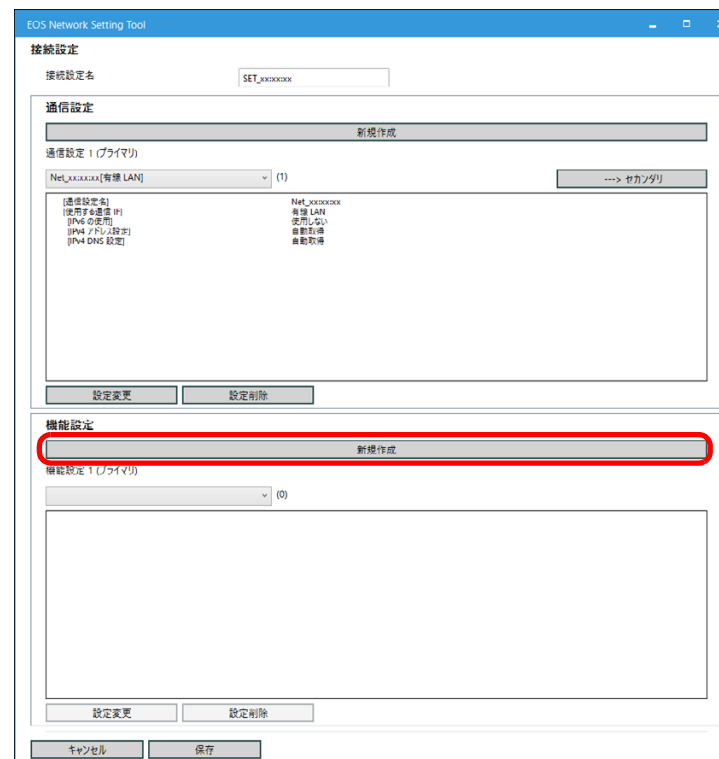 EOS Network Setting Tool
接続設定
接続設定名 SET_xx:xx:xx
通信設定
新規作成
通信設定 1 (プライマリ)
Net_xx:xx:xx[有線 LAN] (1) ---> セカンダリ
[通信設定名] Net_xx:xx:xx
[使用する通信 IF] 有線 LAN
[IPv6 の使用] 使用しない
[IPv4 アドレス設定] 自動取得
[IPv4 DNS 設定] 自動取得
設定変更 設定削除
機能設定
新規作成
機能設定 1 (プライマリ)
(0)
設定変更 設定削除
キャンセル 保存